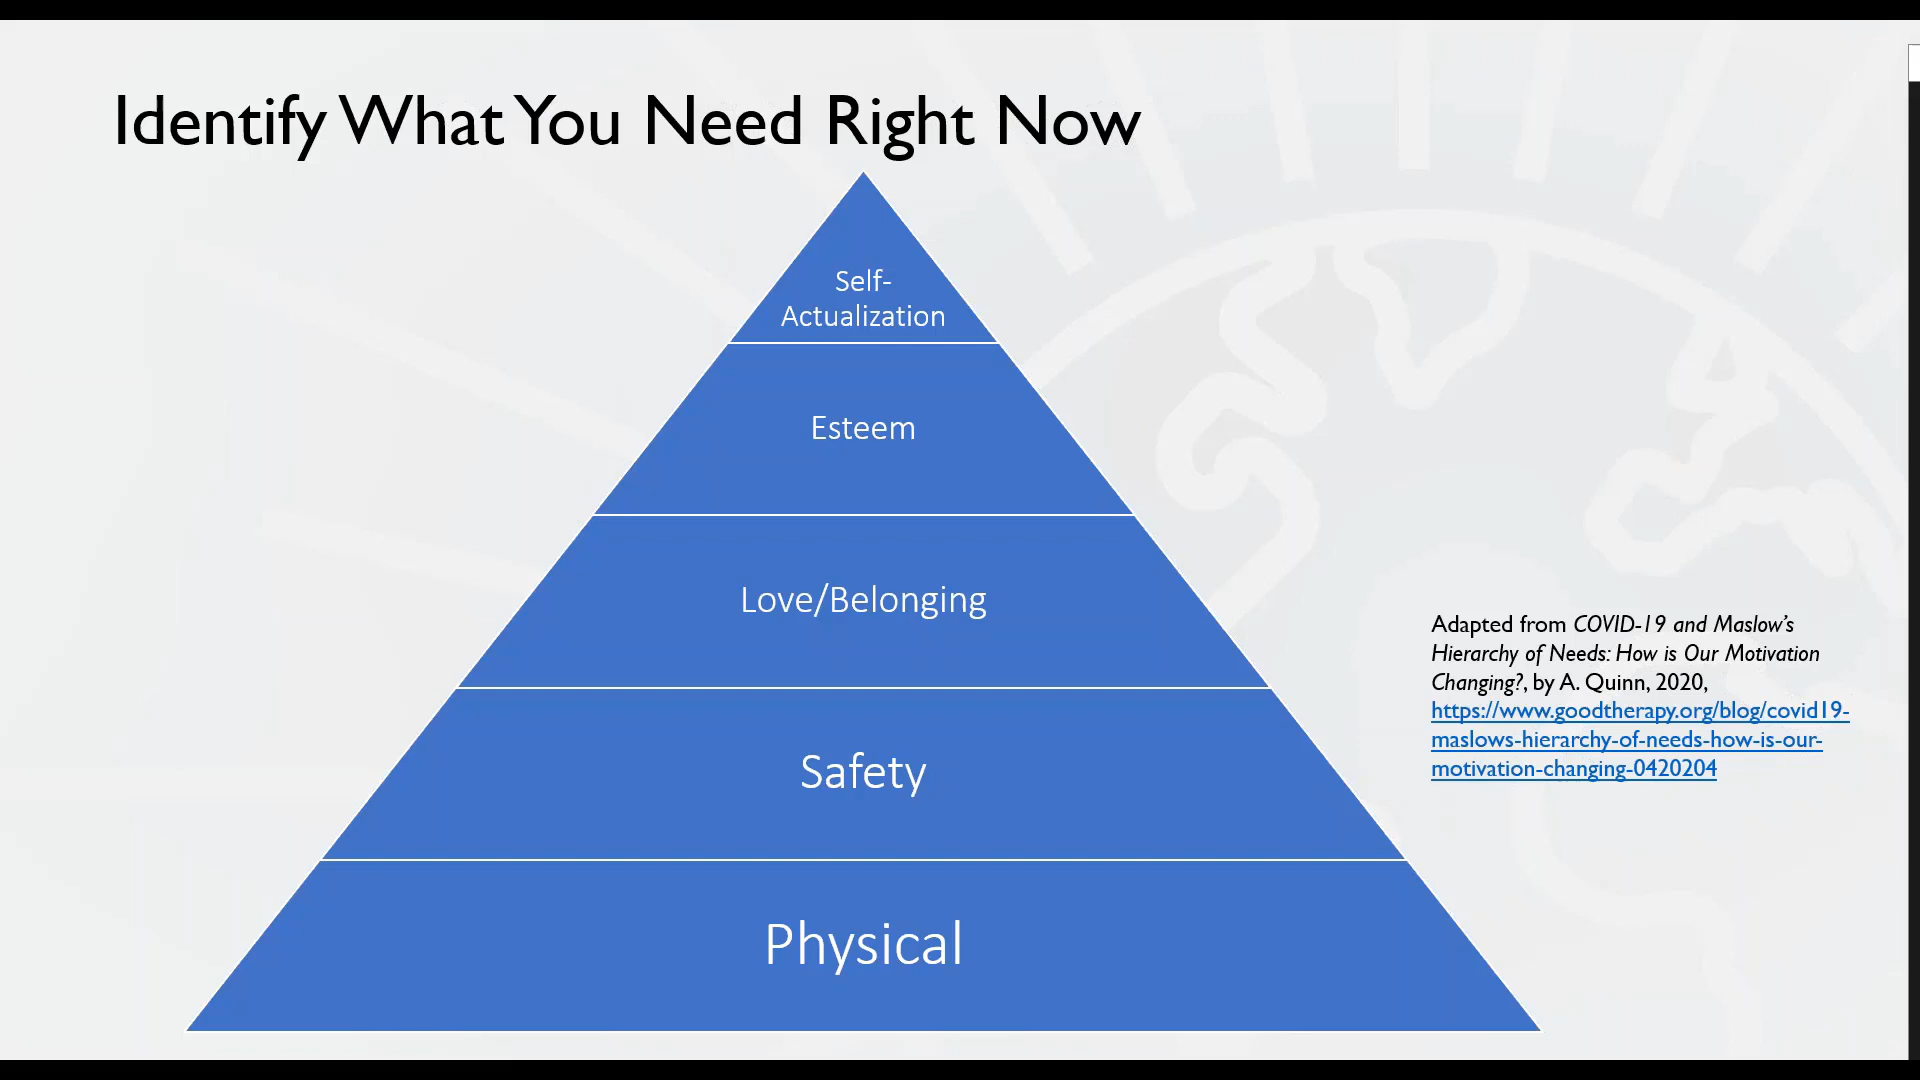 Identify What You Need Right Now
Self-
Actualization
Esteem
Love/Belonging
Safety
Physical
Adapted from COVID-19 and Maslow’s
Hierarchy of Needs: How is Our Motivation
Changing?, by A. Quinn, 2020,
https://www.goodtherapy.org/blog/covid19-
maslows-hierarchy-of-needs-how-is-our-
motivation-changing-0420204